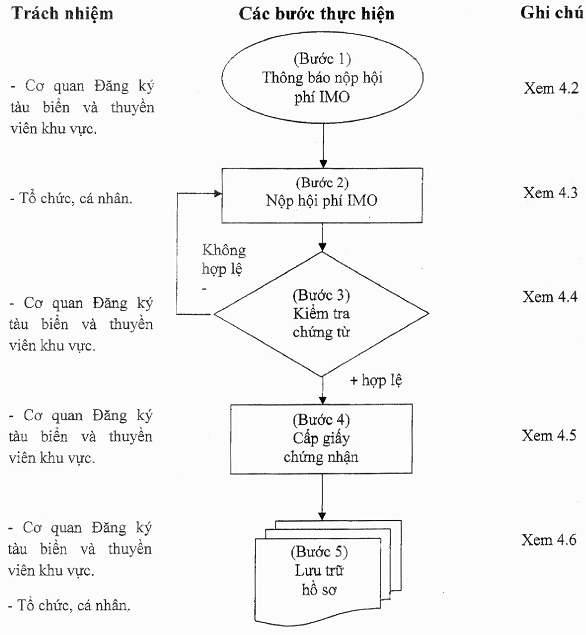 Trách nhiệm
Các bước thực hiện
Ghi chú
(Bước 1)
Thông báo nộp hội
phí IMO
- Cơ quan Đăng ký
tàu biển và thuyền
viên khu vực.
Xem 4.2
(Bước 2)
Nộp hội phí IMO
- Tổ chức, cá nhân.
Xem 4.3
Không
hợp lệ
-
(Bước 3)
Kiểm tra
chứng từ
- Cơ quan Đăng ký
tàu biển và thuyền
viên khu vực.
Xem 4.4
+ hợp lệ
(Bước 4)
Cấp giấy
chứng nhận
- Cơ quan Đăng ký
tàu biển và thuyền
viên khu vực.
Xem 4.5
(Bước 5)
Lưu trữ
hồ sơ
- Cơ quan Đăng ký
tàu biển và thuyền
viên khu vực.
- Tổ chức, cá nhân.
Xem 4.6